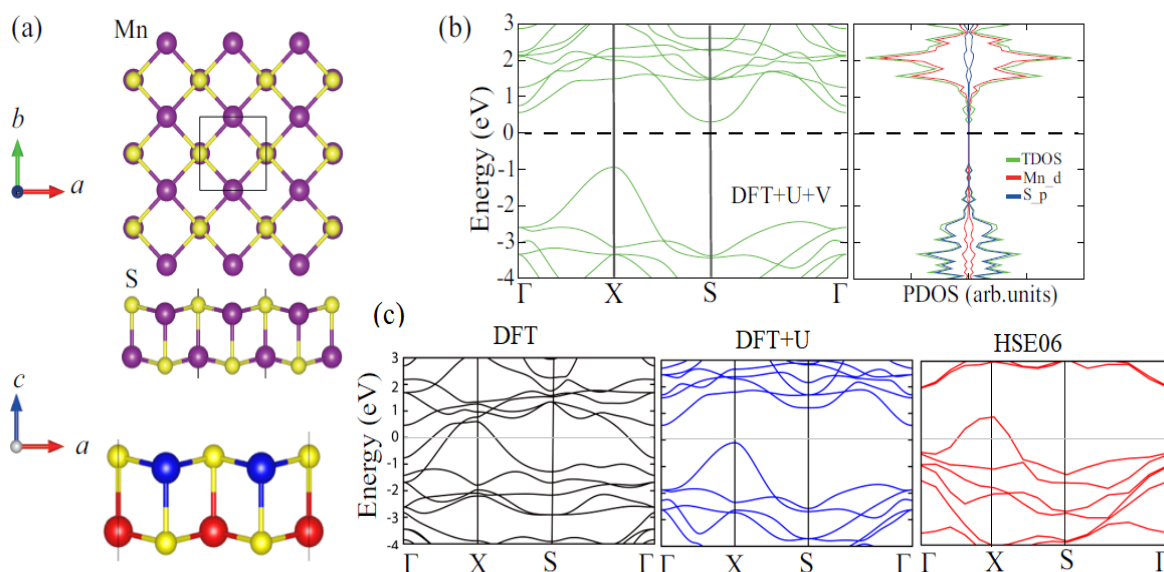 (a)
Mn
b
a
S
c
a
(b)
3
2
1
0
-1
-2
-3
-4
Energy (eV)
DFT+U+V
Γ
X
S
Γ
TDOS
Mn_d
S_p
PDOS (arb.units)
(c)
DFT
DFT+U
HSE06
3
2
1
0
-1
-2
-3
-4
Energy (eV)
Γ
X
S
Γ
Γ
X
S
Γ
Γ
X
S
Γ